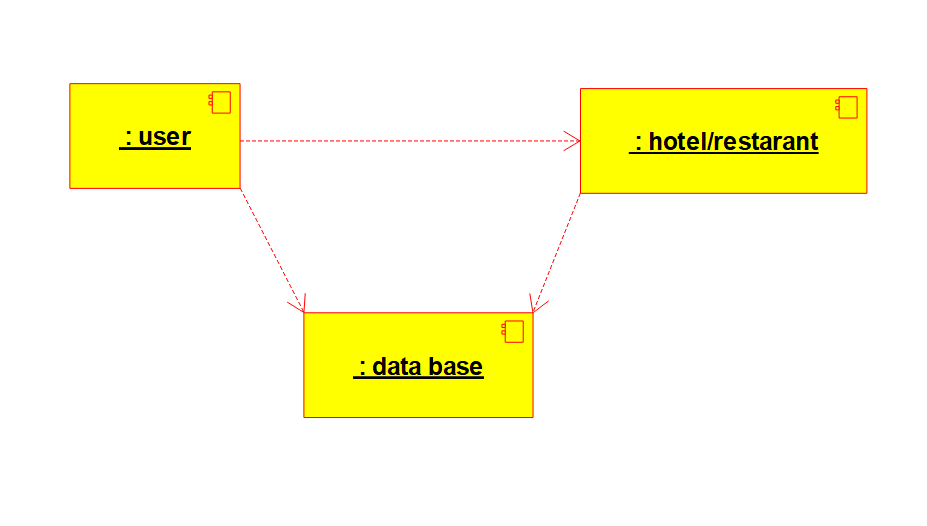 : user
: hotel/restarant
: data base